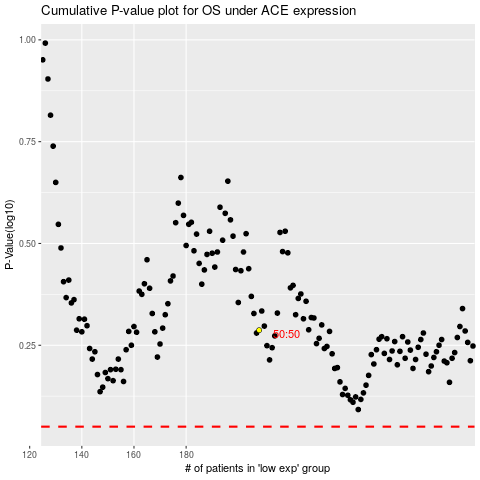 Cumulative P-value plot for OS under ACE expression
P-Value(log10)
1.00
0.75
0.50
0.25
50:50
120 140 160 180
# of patients in 'low exp' group